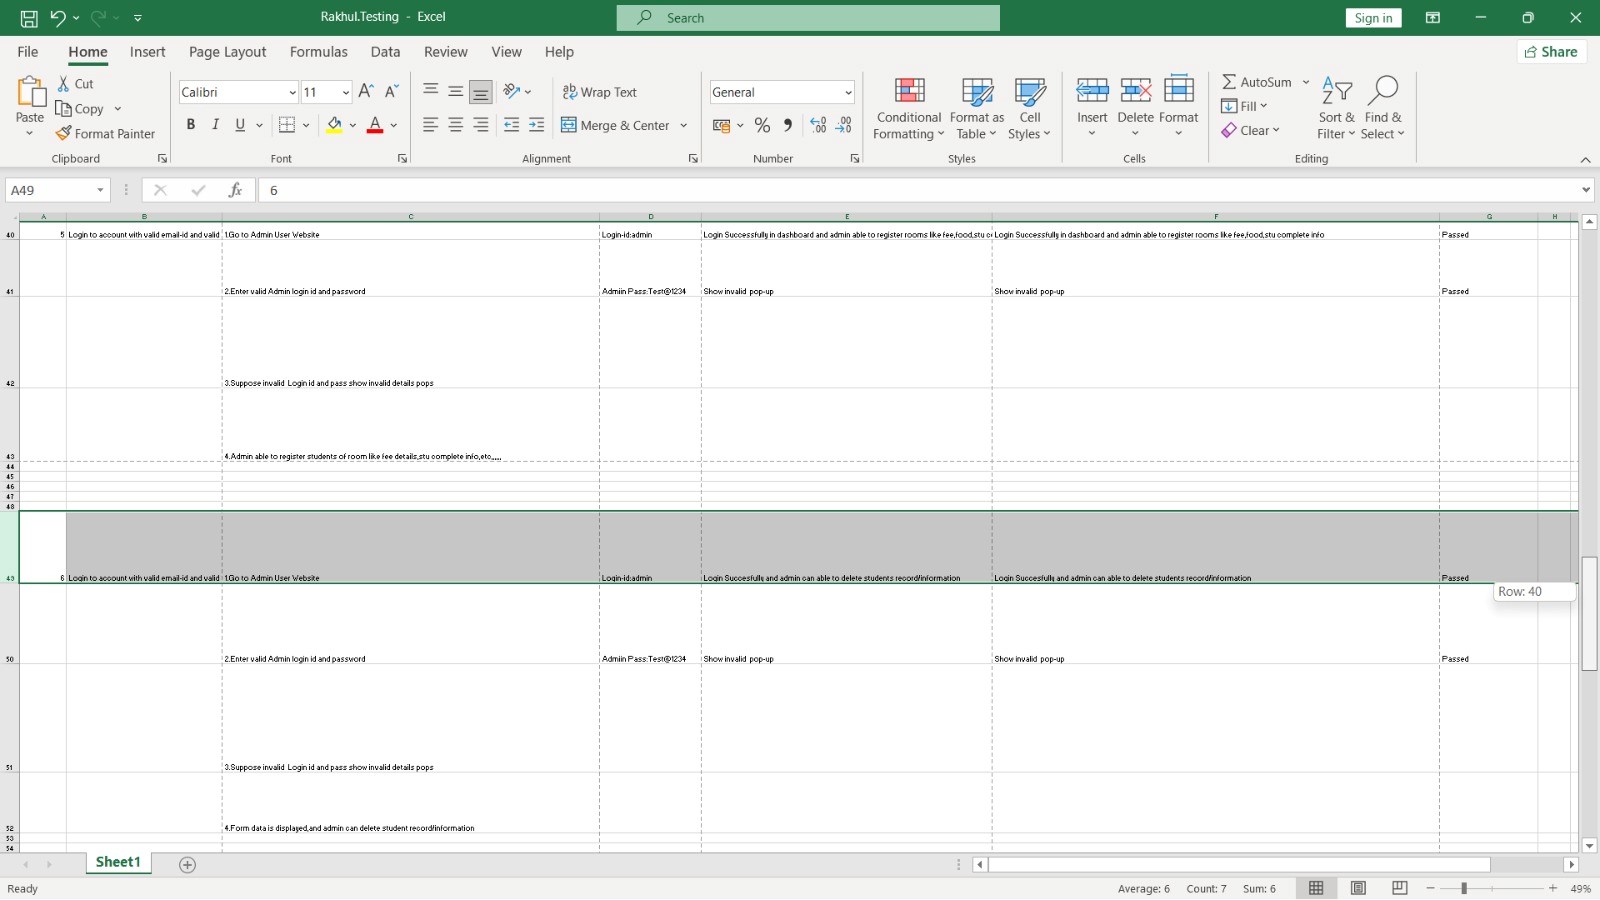 Rakhul.Testing - Excel
Search
Sign in
File Home Insert Page Layout Formulas Data Review View Help
Share
Paste
Cut
Copy
Format Painter
Clipboard
Calibri 11
B I U
Font
Wrap Text
Merge & Center
Alignment
General
Number
Conditional Formatting
Format as Table
Cell Styles
Styles
Insert Delete Format
Cells
AutoSum
Fill
Clear
Sort & Filter
Find & Select
Editing
A49
fx
6
A B C D E F G H
40 5 Login to account with valid email-id and valid 1.Go to Admin User Website Login-id:admin Login Successfully in dashboard and admin able to register rooms like fee,food,stu c Login Successfully in dashboard and admin able to register rooms like fee,food,stu complete info Passed
41 2.Enter valid Admin login id and password Admiin Pass:Test@1234 Show invalid pop-up Show invalid pop-up Passed
42 3.Suppose invalid Login id and pass show invalid details pops
43 4.Admin able to register students of room like fee details,stu complete info,etc.,...
44
45
46
47
48
49 6 Login to account with valid email-id and valid 1.Go to Admin User Website Login-id:admin Login Succesfully and admin can able to delete students record/information Login Succesfully and admin can able to delete students record/information Passed
Row: 40
50 2.Enter valid Admin login id and password Admiin Pass:Test@1234 Show invalid pop-up Show invalid pop-up Passed
51 3.Suppose invalid Login id and pass show invalid details pops
52 4.Form data is displayed,and admin can delete student record/information
53
54
Sheet1
Ready
Average: 6 Count: 7 Sum: 6
49%